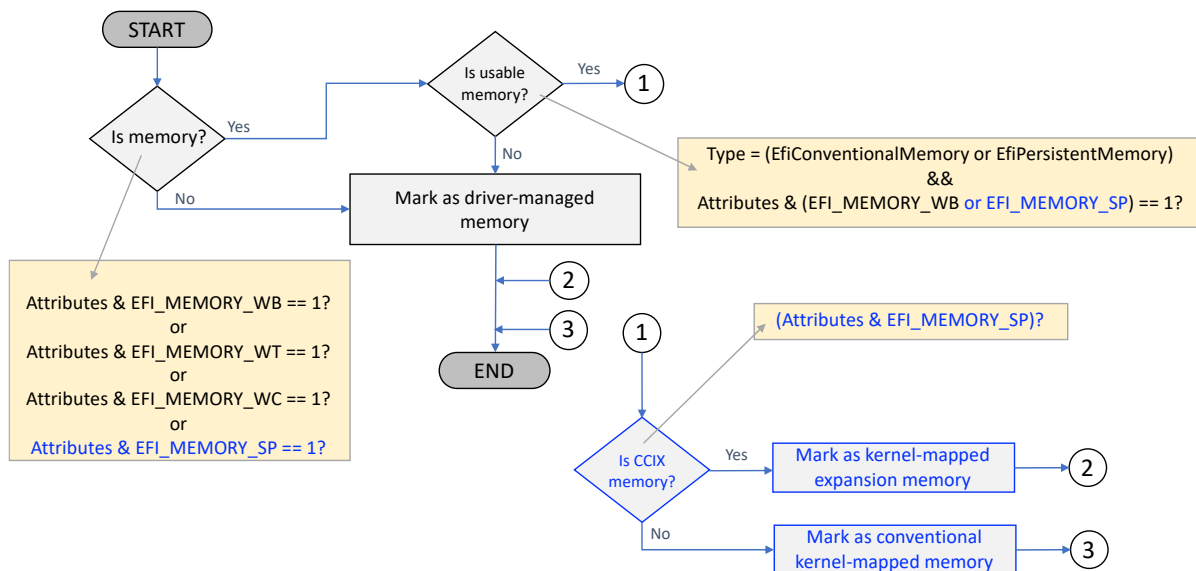 START
Is usable
memory?
Yes
1
Is memory?
Yes
No
No
Mark as driver-managed
memory
Type = (EfiConventionalMemory or EfiPersistentMemory)
&&
Attributes & (EFI_MEMORY_WB or EFI_MEMORY_SP) == 1?
Attributes & EFI_MEMORY_WB == 1?
or
Attributes & EFI_MEMORY_WT == 1?
or
Attributes & EFI_MEMORY_WC == 1?
or
Attributes & EFI_MEMORY_SP == 1?
2
3
END
1
(Attributes & EFI_MEMORY_SP)?
Is CCIX
memory?
Yes
Mark as kernel-mapped
expansion memory
2
No
Mark as conventional
kernel-mapped memory
3